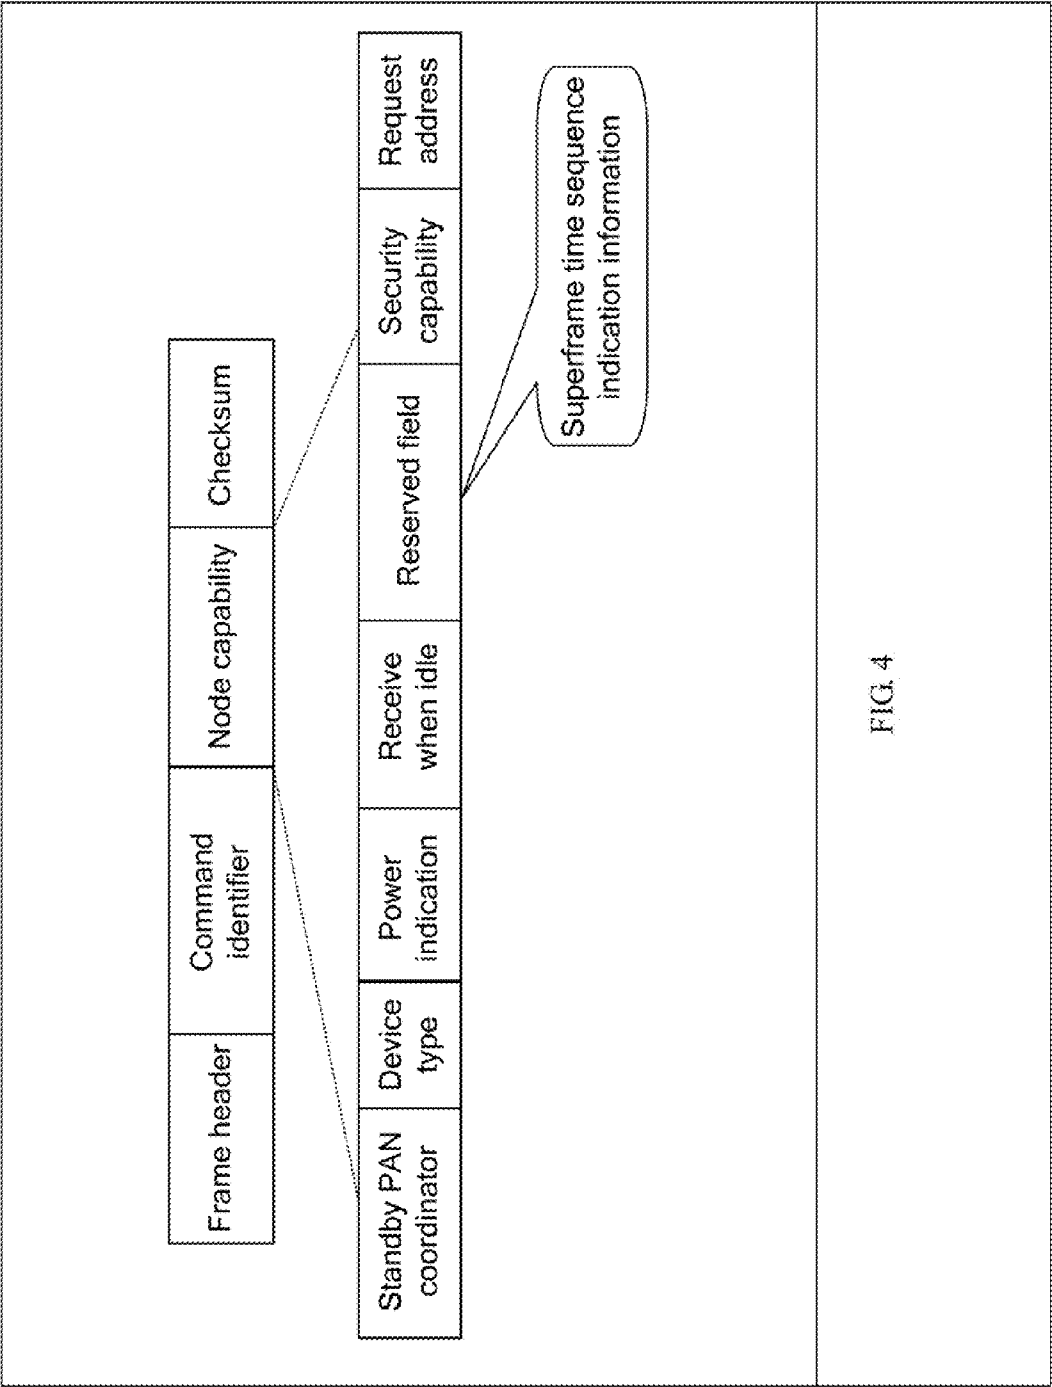 Frame header
Command
identifier
Node capability
Checksum
Standby PAN
coordinator
Device
type
Power
indication
Receive
when idle
Reserved field
Security
capability
Request
address
Superframe time sequence
indication information
FIG. 4